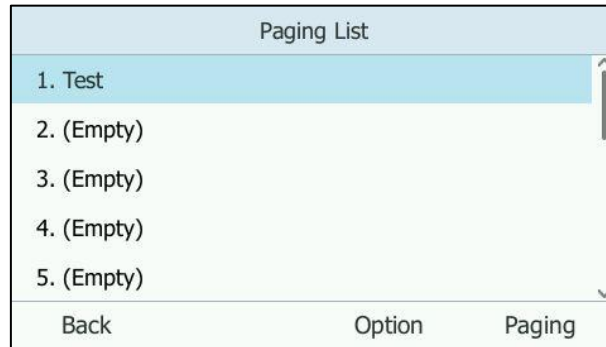 Paging List
1. Test
2. (Empty)
3. (Empty)
4. (Empty)
5. (Empty)
Back Option Paging